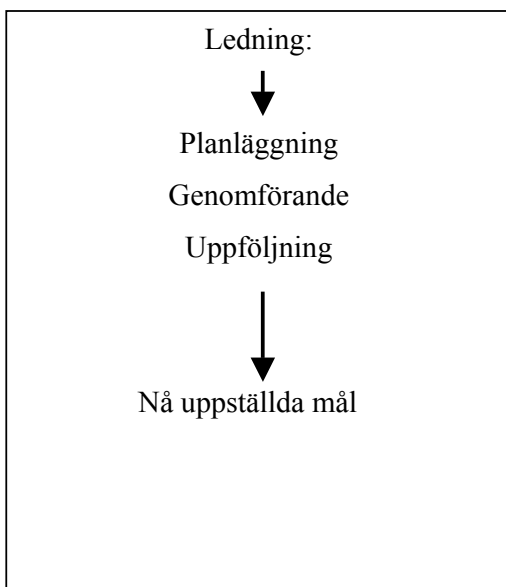 Ledning:
Planläggning
Genomförande
Uppföljning
Nå uppställda mål